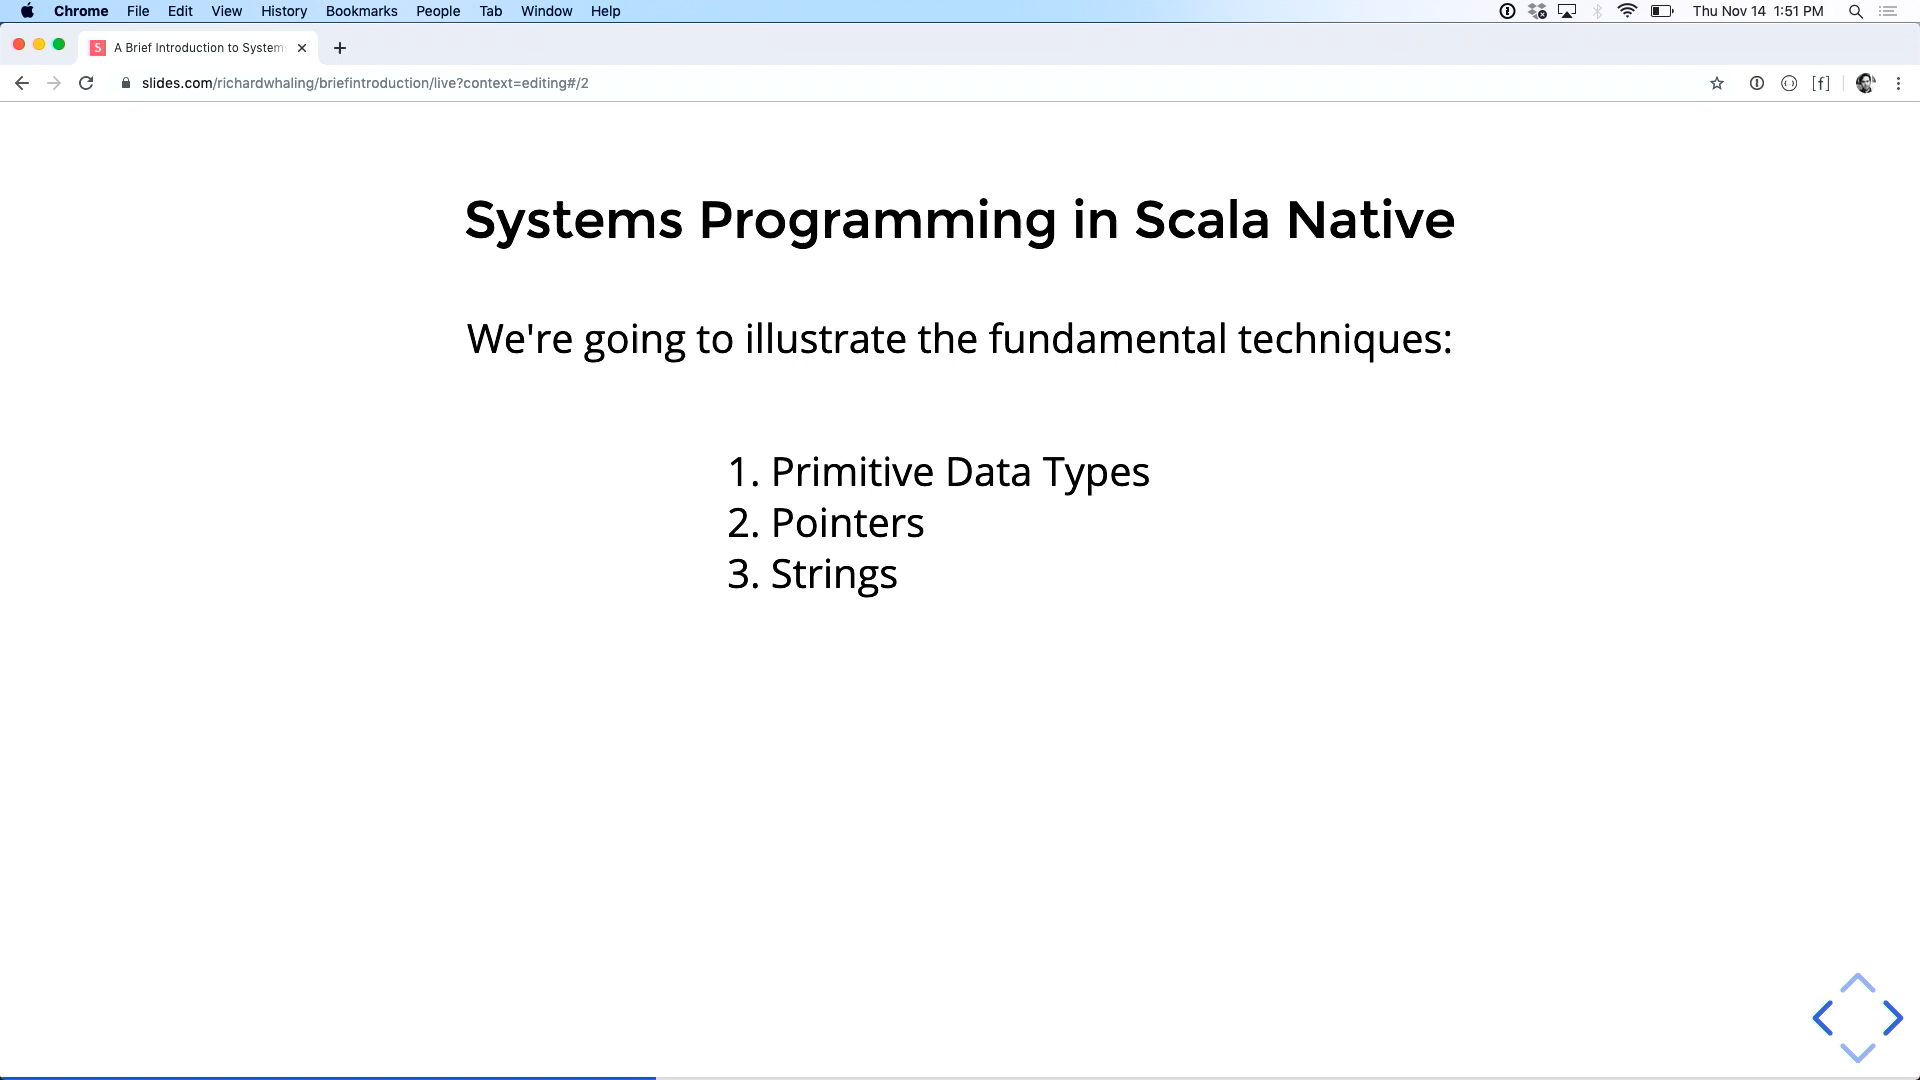 Chrome File Edit View History Bookmarks People Tab Window Help Thu Nov 14 1:51 PM
S A Brief Introduction to System
slides.com/richardwhaling/briefintroduction/live?context=editing#/2 [f]
Systems Programming in Scala Native
We're going to illustrate the fundamental techniques:
1. Primitive Data Types
2. Pointers
3. Strings